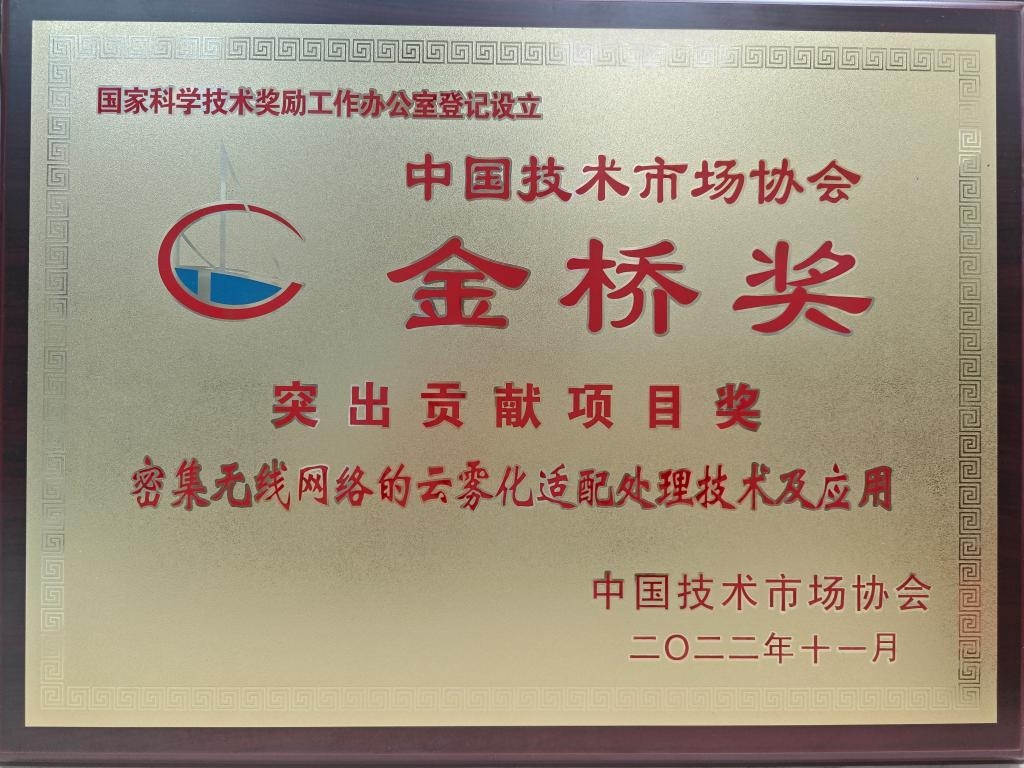 国家科学技术奖励工作办公室登记设立
中国技术市场协会
金桥奖
突出贡献项目奖
密集无线网络的云雾化适配处理技术及应用
中国技术市场协会
二〇二二年十一月